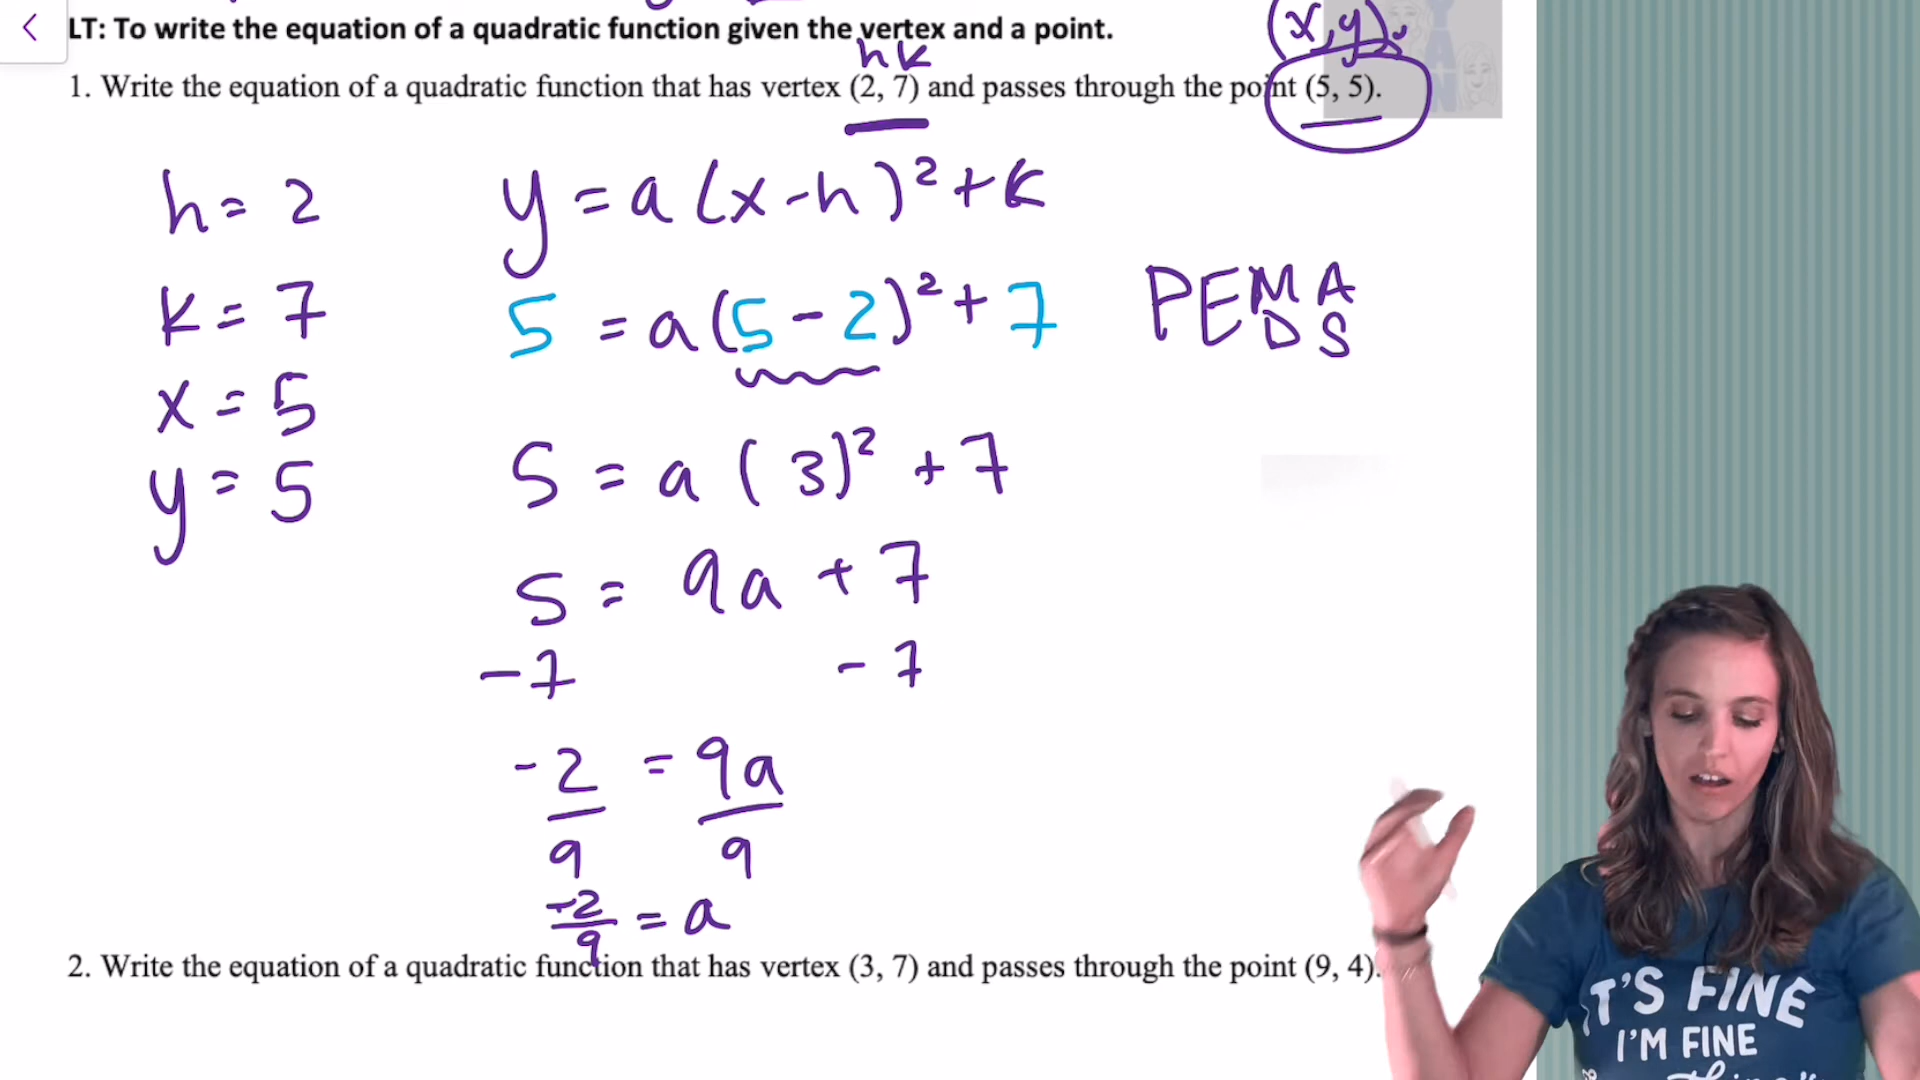 LT: To write the equation of a quadratic function given the vertex and a point.
(x,y)
h k
1. Write the equation of a quadratic function that has vertex (2, 7) and passes through the point (5, 5).
h = 2
k = 7
x = 5
y = 5
y = a(x-h)²+k
5 = a(5-2)²+7
PEMA
DS
5 = a(3)²+7
5 = 9a+7
-7 -7
-2 = 9a
9 9
-2/9 = a
2. Write the equation of a quadratic function that has vertex (3, 7) and passes through the point (9, 4).
IT'S FINE
I'M FINE